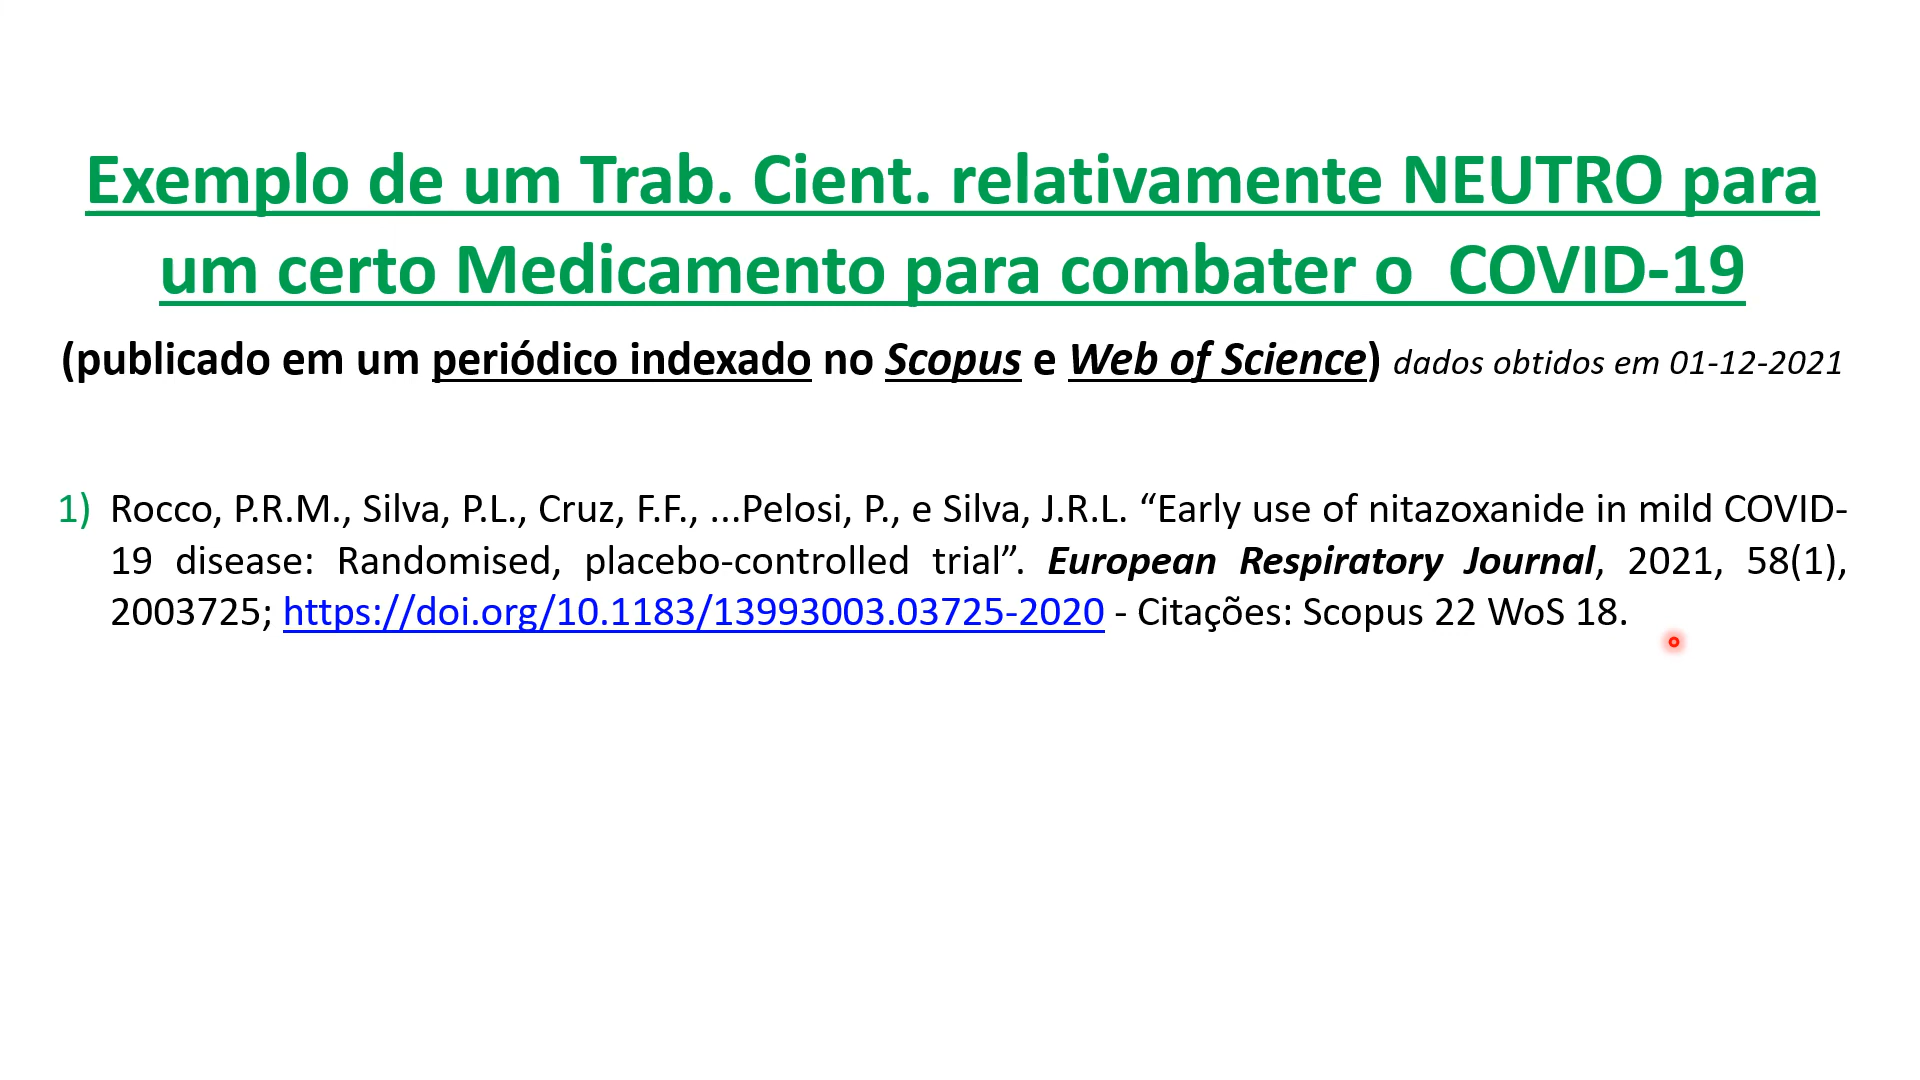 Exemplo de um Trab. Cient. relativamente NEUTRO para
um certo Medicamento para combater o  COVID-19
(publicado em um periódico indexado no Scopus e Web of Science) dados obtidos em 01-12-2021
1) Rocco, P.R.M., Silva, P.L., Cruz, F.F., ...Pelosi, P., e Silva, J.R.L. “Early use of nitazoxanide in mild COVID-
19 disease: Randomised, placebo-controlled trial”. European Respiratory Journal, 2021, 58(1),
2003725; https://doi.org/10.1183/13993003.03725-2020 - Citações: Scopus 22 WoS 18.